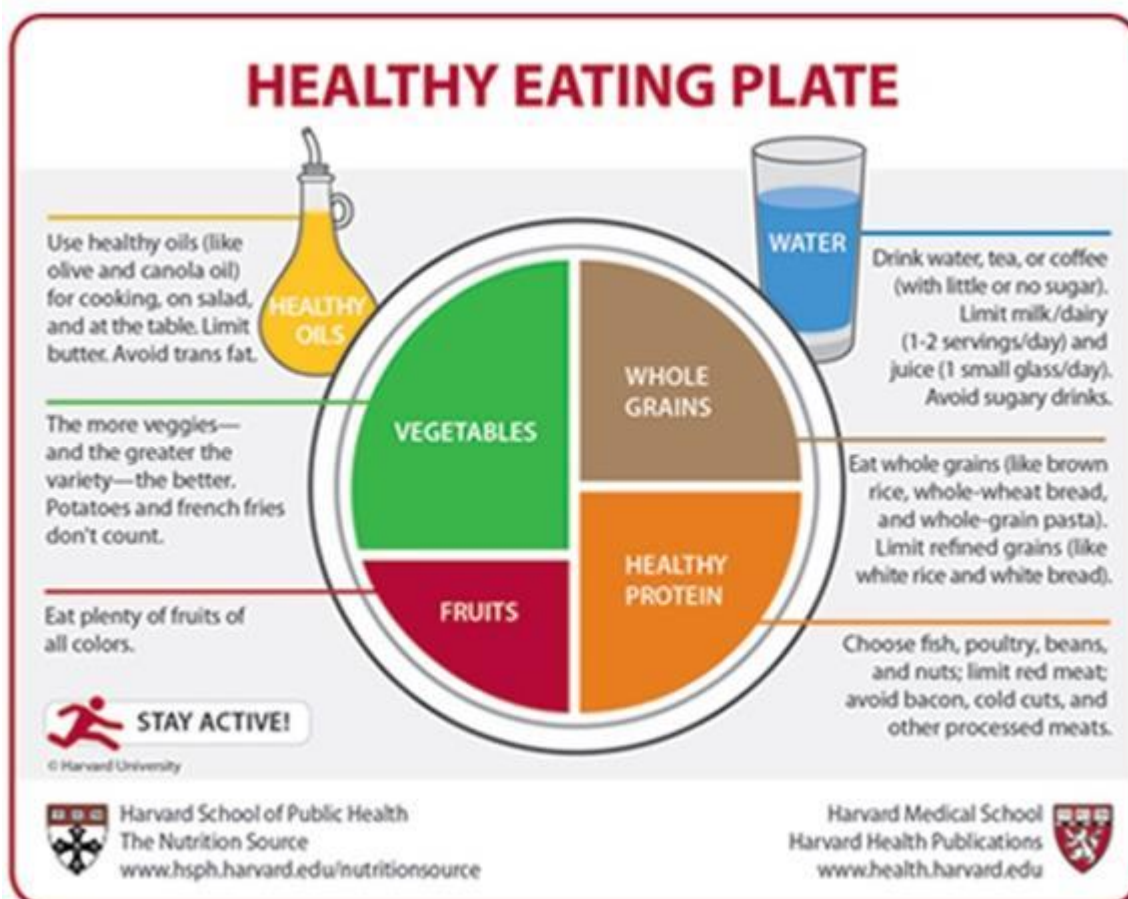 HEALTHY EATING PLATE
Use healthy oils (like
olive and canola oil)
for cooking, on salad,
and at the table. Limit
butter. Avoid trans fat.
HEALTHY
OILS
The more veggies—
and the greater the
variety—the better.
Potatoes and french fries
don't count.
Eat plenty of fruits of
all colors.
VEGETABLES
FRUITS
WHOLE
GRAINS
HEALTHY
PROTEIN
WATER
Drink water, tea, or coffee
(with little or no sugar).
Limit milk/dairy
(1-2 servings/day) and
juice (1 small glass/day).
Avoid sugary drinks.
Eat whole grains (like brown
rice, whole-wheat bread,
and whole-grain pasta).
Limit refined grains (like
white rice and white bread).
Choose fish, poultry, beans,
and nuts; limit red meat;
avoid bacon, cold cuts, and
other processed meats.
STAY ACTIVE!
© Harvard University
Harvard School of Public Health
The Nutrition Source
www.hsph.harvard.edu/nutritionsource
Harvard Medical School
Harvard Health Publications
www.health.harvard.edu